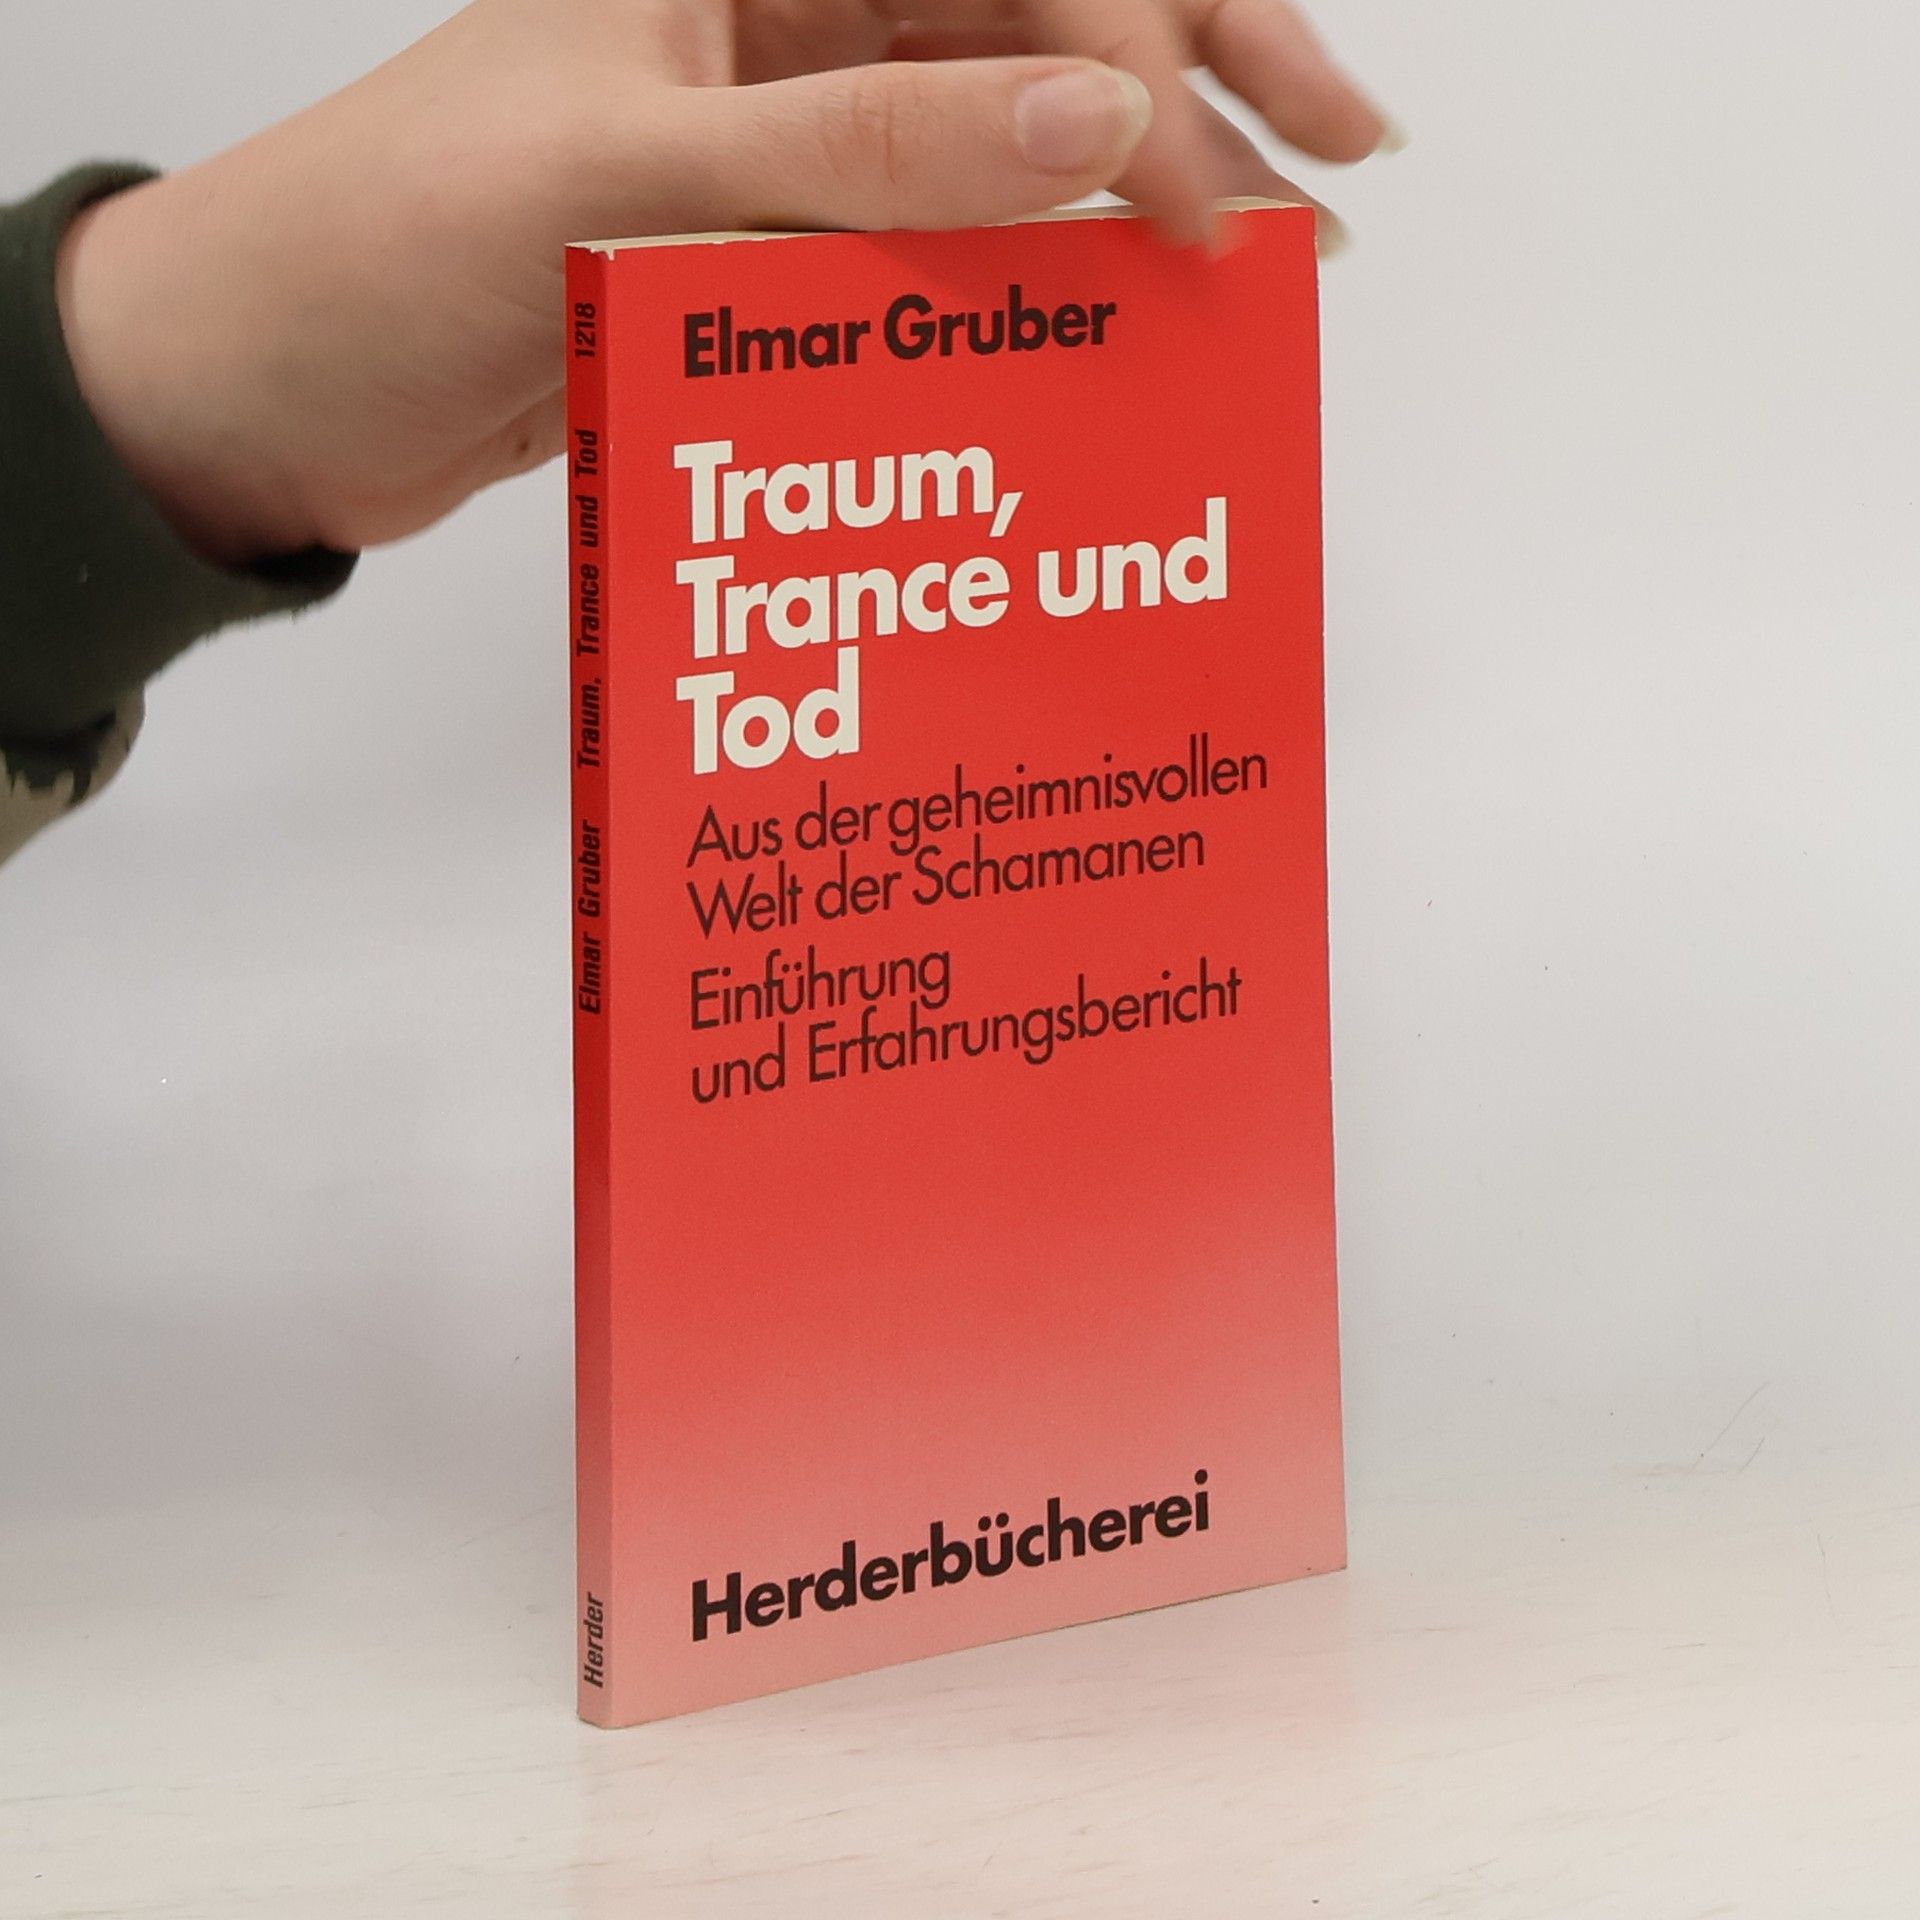 Elmar Gruber
Traum,
Trance und
Tod
Aus der geheimnisvollen
Welt der Schamanen
Einführung
und Erfahrungsbericht
Herderbücherei
Herder Elmar Gruber Traum, Trance und Tod 1218